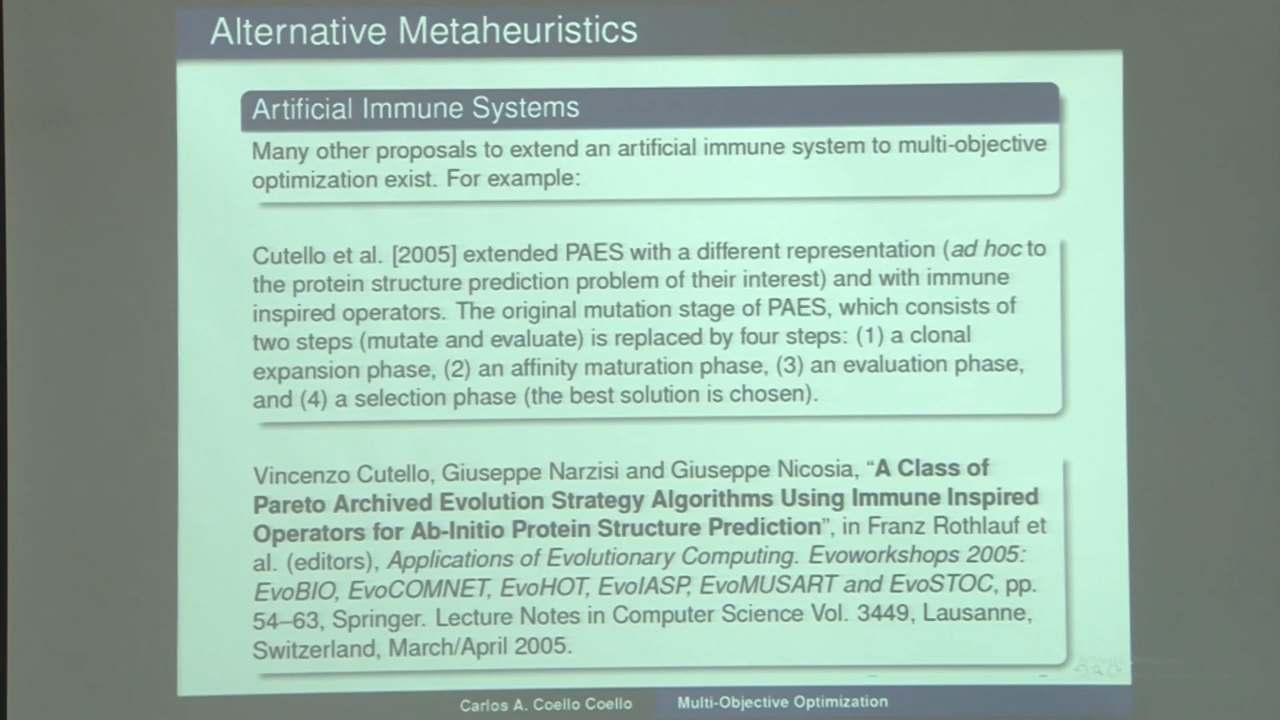 Alternative Metaheuristics
Artificial Immune Systems
Many other proposals to extend an artificial immune system to multi-objective
optimization exist. For example:
Cutello et al. [2005] extended PAES with a different representation (ad hoc to
the protein structure prediction problem of their interest) and with immune
inspired operators. The original mutation stage of PAES, which consists of
two steps (mutate and evaluate) is replaced by four steps: (1) a clonal
expansion phase, (2) an affinity maturation phase, (3) an evaluation phase,
and (4) a selection phase (the best solution is chosen).
Vincenzo Cutello, Giuseppe Narzisi and Giuseppe Nicosia, “A Class of
Pareto Archived Evolution Strategy Algorithms Using Immune Inspired
Operators for Ab-Initio Protein Structure Prediction”, in Franz Rothlauf et
al. (editors), Applications of Evolutionary Computing. Evoworkshops 2005:
EvoBIO, EvoCOMNET, EvoHOT, EvoIASP, EvoMUSART and EvoSTOC, pp.
54–63, Springer. Lecture Notes in Computer Science Vol. 3449, Lausanne,
Switzerland, March/April 2005.
Carlos A. Coello Coello Multi-Objective Optimization